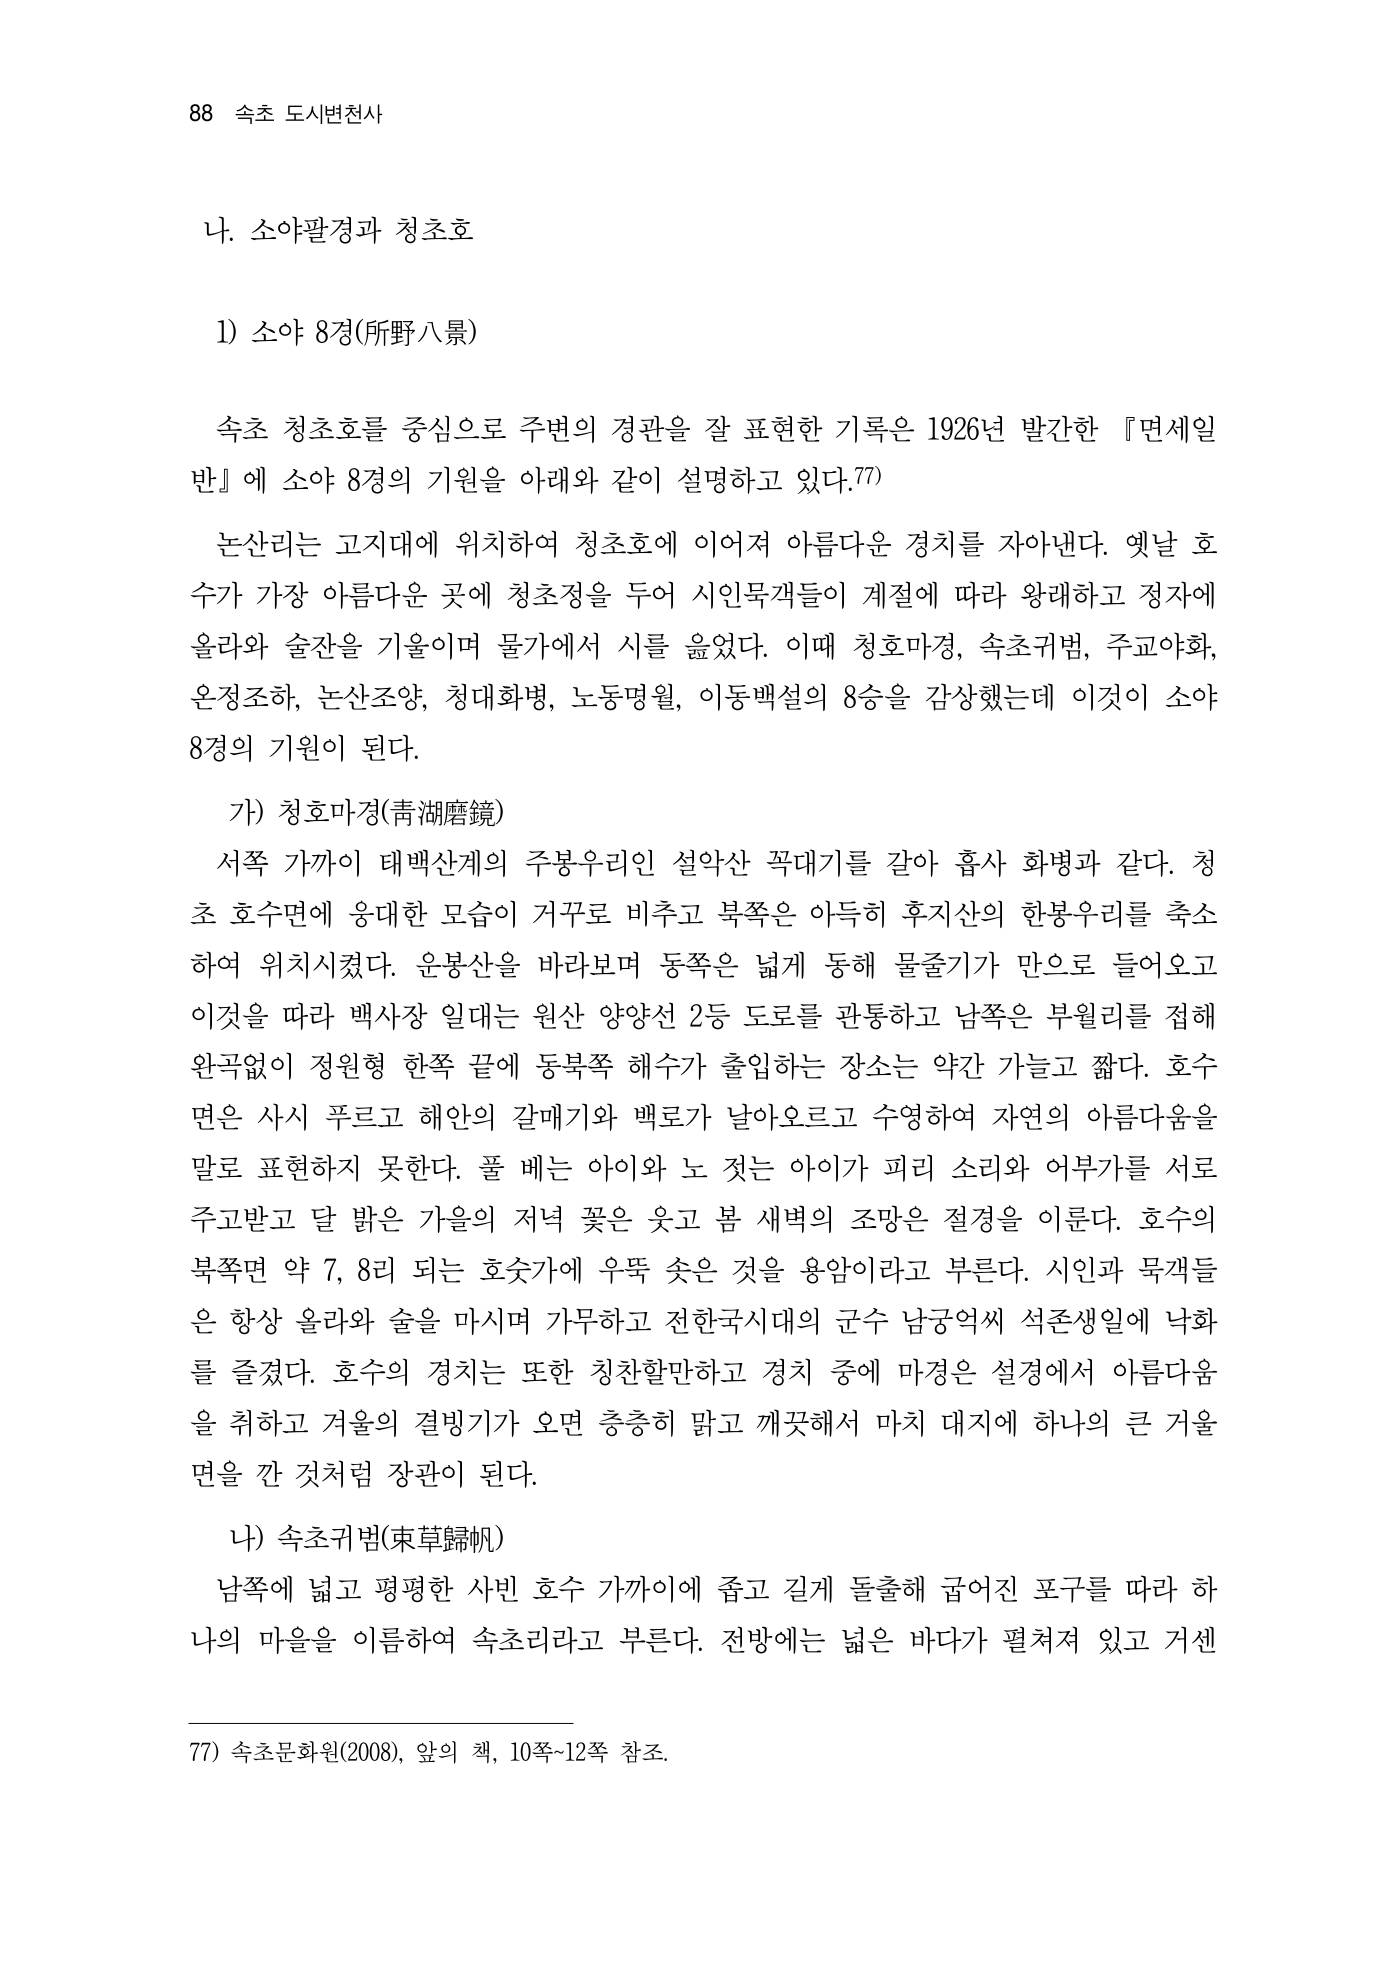 88 속초 도시변천사
나. 소야팔경과 청초호
1) 소야 8경(所野八景)
속초 청초호를 중심으로 주변의 경관을 잘 표현한 기록은 1926년 발간한 『면세일
반』에 소야 8경의 기원을 아래와 같이 설명하고 있다.77)
논산리는 고지대에 위치하여 청초호에 이어져 아름다운 경치를 자아낸다. 옛날 호
수가 가장 아름다운 곳에 청초정을 두어 시인묵객들이 계절에 따라 왕래하고 정자에
올라와 술잔을 기울이며 물가에서 시를 읊었다. 이때 청호마경, 속초귀범, 주교야화,
온정조하, 논산조양, 청대화병, 노동명월, 이동백설의 8승을 감상했는데 이것이 소야
8경의 기원이 된다.
가) 청호마경(靑湖磨鏡)
서쪽 가까이 태백산계의 주봉우리인 설악산 꼭대기를 갈아 흡사 화병과 같다. 청
초 호수면에 웅대한 모습이 거꾸로 비추고 북쪽은 아득히 후지산의 한봉우리를 축소
하여 위치시켰다. 운봉산을 바라보며 동쪽은 넓게 동해 물줄기가 만으로 들어오고
이것을 따라 백사장 일대는 원산 양양선 2등 도로를 관통하고 남쪽은 부월리를 접해
완곡없이 정원형 한쪽 끝에 동북쪽 해수가 출입하는 장소는 약간 가늘고 짧다. 호수
면은 사시 푸르고 해안의 갈매기와 백로가 날아오르고 수영하여 자연의 아름다움을
말로 표현하지 못한다. 풀 베는 아이와 노 젓는 아이가 피리 소리와 어부가를 서로
주고받고 달 밝은 가을의 저녁 꽃은 웃고 봄 새벽의 조망은 절경을 이룬다. 호수의
북쪽면 약 7, 8리 되는 호숫가에 우뚝 솟은 것을 용암이라고 부른다. 시인과 묵객들
은 항상 올라와 술을 마시며 가무하고 전한국시대의 군수 남궁억씨 석존생일에 낙화
를 즐겼다. 호수의 경치는 또한 칭찬할만하고 경치 중에 마경은 설경에서 아름다움
을 취하고 겨울의 결빙기가 오면 층층히 맑고 깨끗해서 마치 대지에 하나의 큰 거울
면을 깐 것처럼 장관이 된다.
나) 속초귀범(束草歸帆)
남쪽에 넓고 평평한 사빈 호수 가까이에 좁고 길게 돌출해 굽어진 포구를 따라 하
나의 마을을 이름하여 속초리라고 부른다. 전방에는 넓은 바다가 펼쳐져 있고 거센
77) 속초문화원(2008), 앞의 책, 10쪽~12쪽 참조.